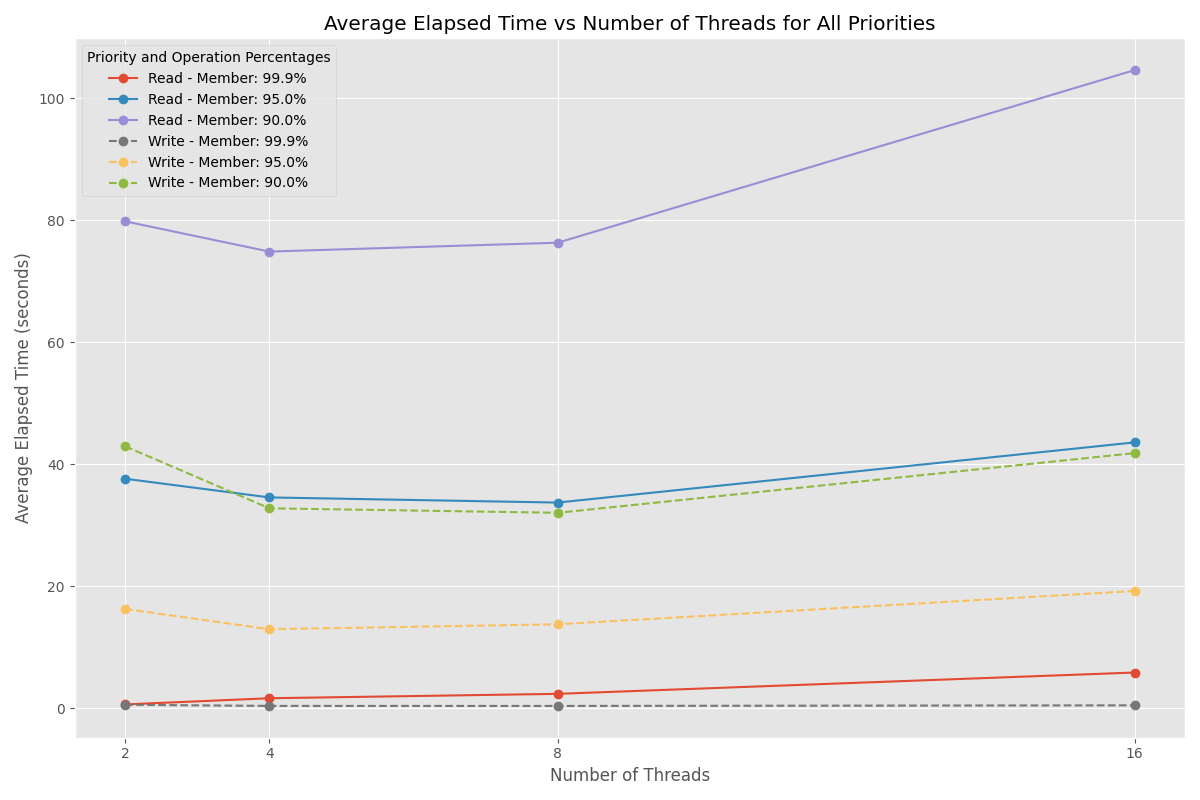 Average Elapsed Time vs Number of Threads for All Priorities
Priority and Operation Percentages
Read - Member: 99.9%
Read - Member: 95.0%
Read - Member: 90.0%
Write - Member: 99.9%
Write - Member: 95.0%
Write - Member: 90.0%
Average Elapsed Time (seconds)
100
80
60
40
20
0
2 4 8 16
Number of Threads